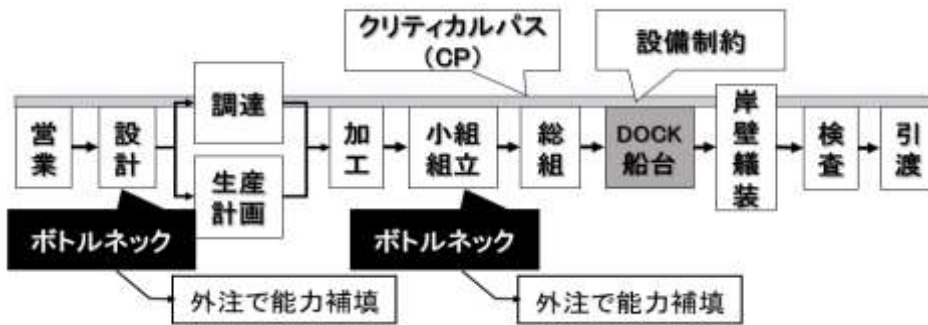 クリティカルパス
(CP)
設備制約
営業
設計
調達
生産
計画
加工
小組
組立
総組
DOCK
船台
岸壁艤装
検査
引渡
ボトルネック
ボトルネック
外注で能力補填
外注で能力補填